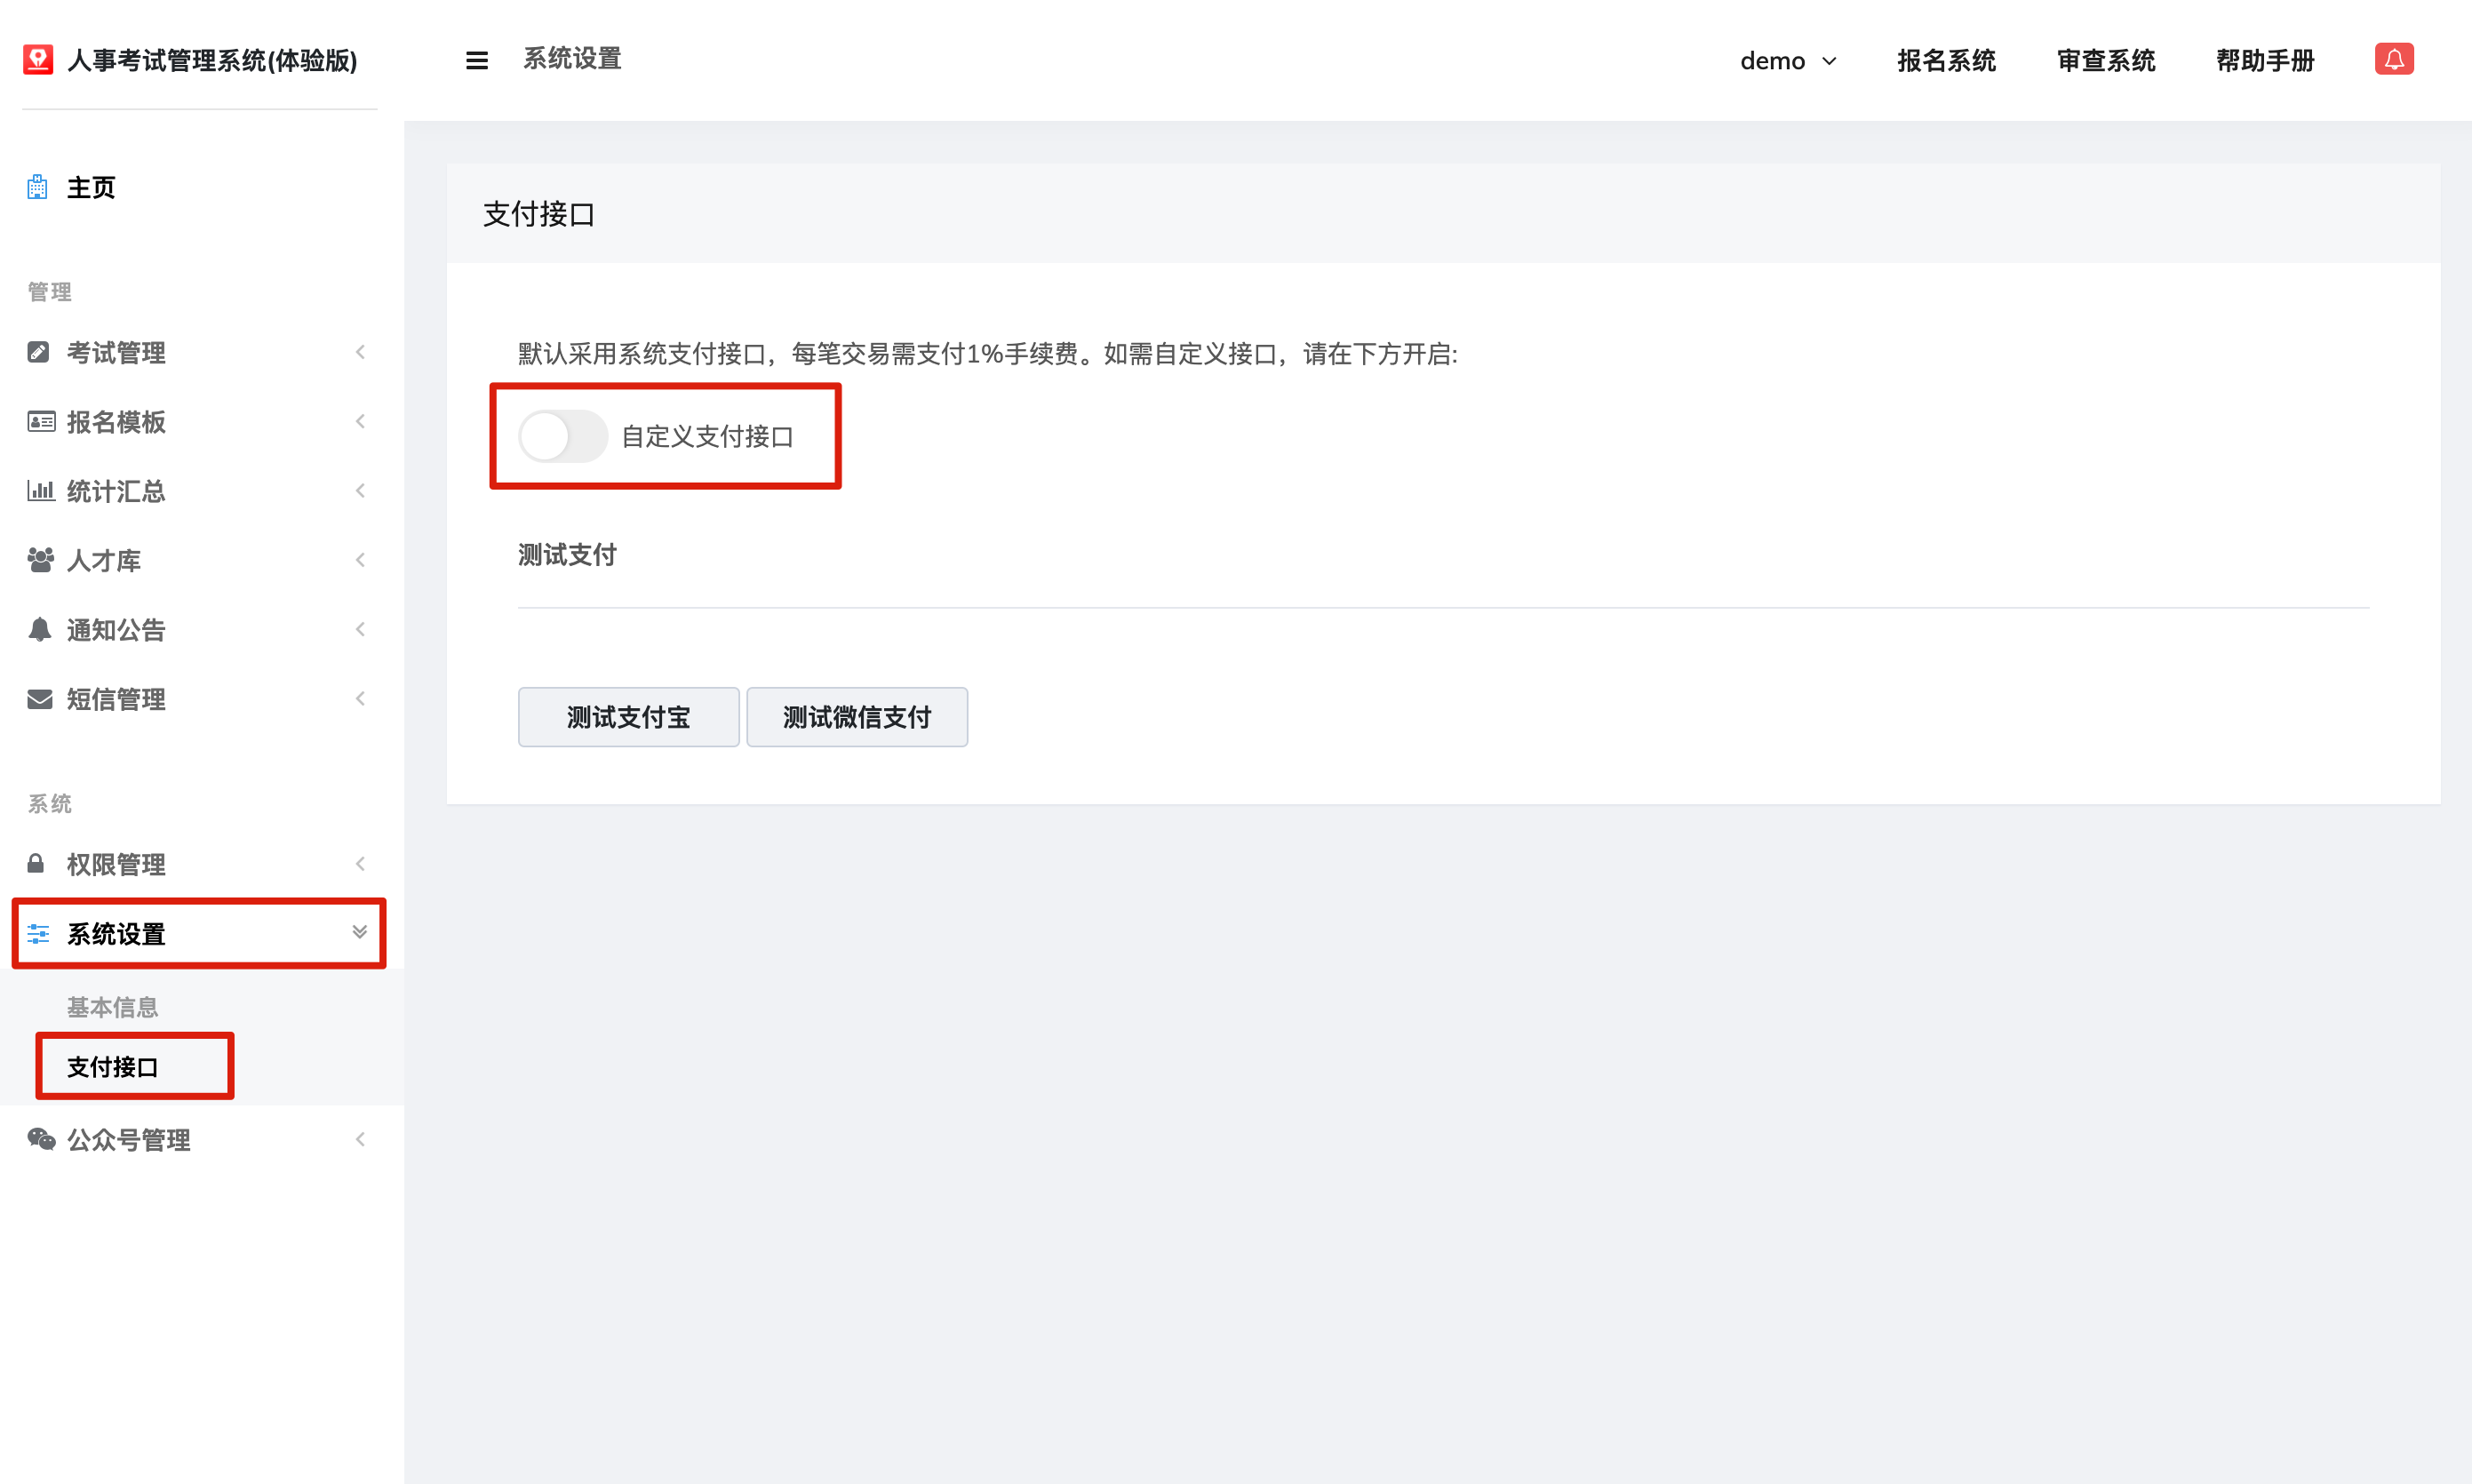 人事考试管理系统(体验版)
系统设置
demo
报名系统
审查系统
帮助手册
主页
管理
考试管理
报名模板
统计汇总
人才库
通知公告
短信管理
系统
权限管理
系统设置
基本信息
支付接口
公众号管理
支付接口
默认采用系统支付接口，每笔交易需支付1%手续费。如需自定义接口，请在下方开启:
自定义支付接口
测试支付
测试支付宝
测试微信支付